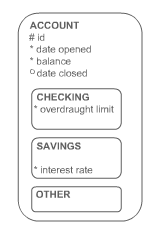 ACCOUNT
# id
* date opened
* balance
o date closed
CHECKING
* overdraught limit
SAVINGS
* interest rate
OTHER